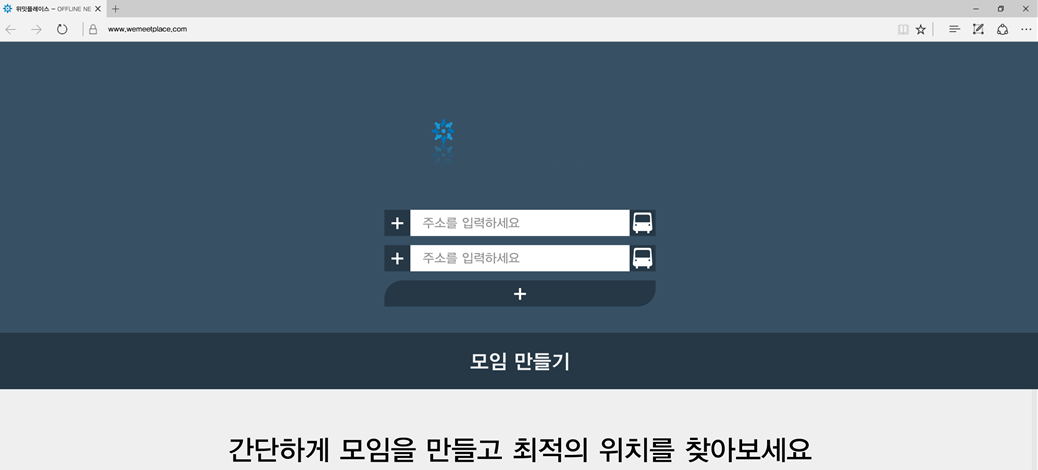 위밋플레이스 – OFFLINE NE
www.wemeetplace.com
주소를 입력하세요
주소를 입력하세요
모임 만들기
간단하게 모임을 만들고 최적의 위치를 찾아보세요